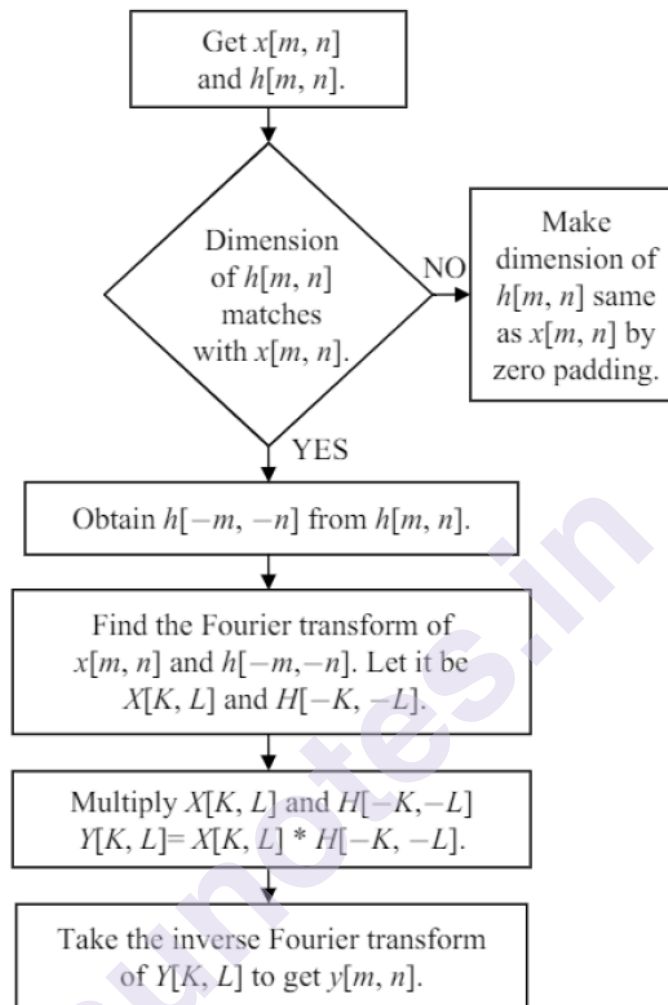 Get x[m, n]
and h[m, n].
Dimension
of h[m, n]
matches
with x[m, n].
NO
Make
dimension of
h[m, n] same
as x[m, n] by
zero padding.
YES
Obtain h[−m, −n] from h[m, n].
Find the Fourier transform of
x[m, n] and h[−m,−n]. Let it be
X[K, L] and H[−K, −L].
Multiply X[K, L] and H[−K,−L]
Y[K, L]= X[K, L] * H[−K, −L].
Take the inverse Fourier transform
of Y[K, L] to get y[m, n].
unotes.in